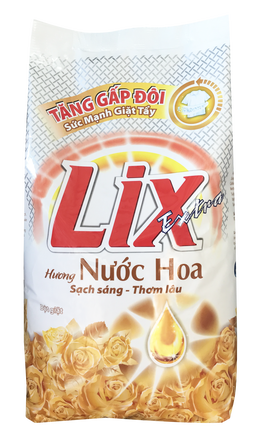 TĂNG GẤP ĐÔI
Sức Mạnh Giặt Tẩy
Lix
Extra
Hương Nước Hoa
Sạch sáng - Thơm lâu